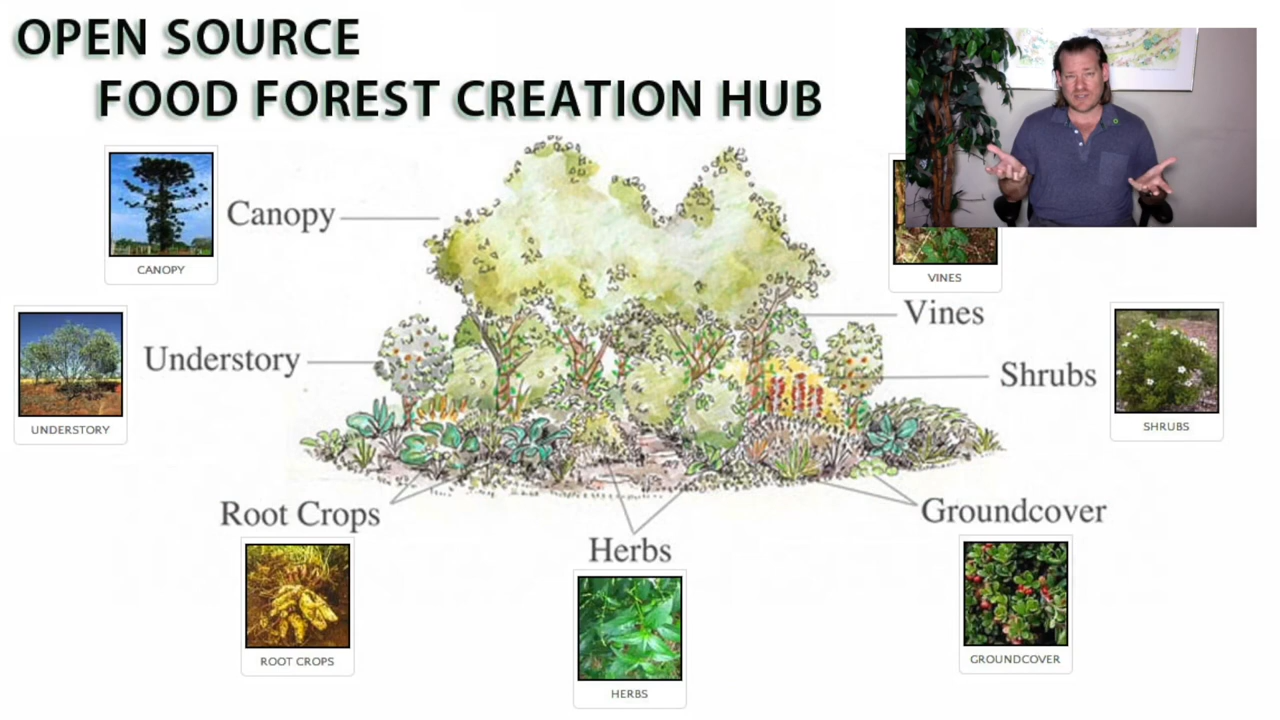 OPEN SOURCE
FOOD FOREST CREATION HUB
CANOPY
Canopy
VINES
Vines
UNDERSTORY
Understory
Shrubs
SHRUBS
Root Crops
Groundcover
Herbs
ROOT CROPS
GROUNDCOVER
HERBS